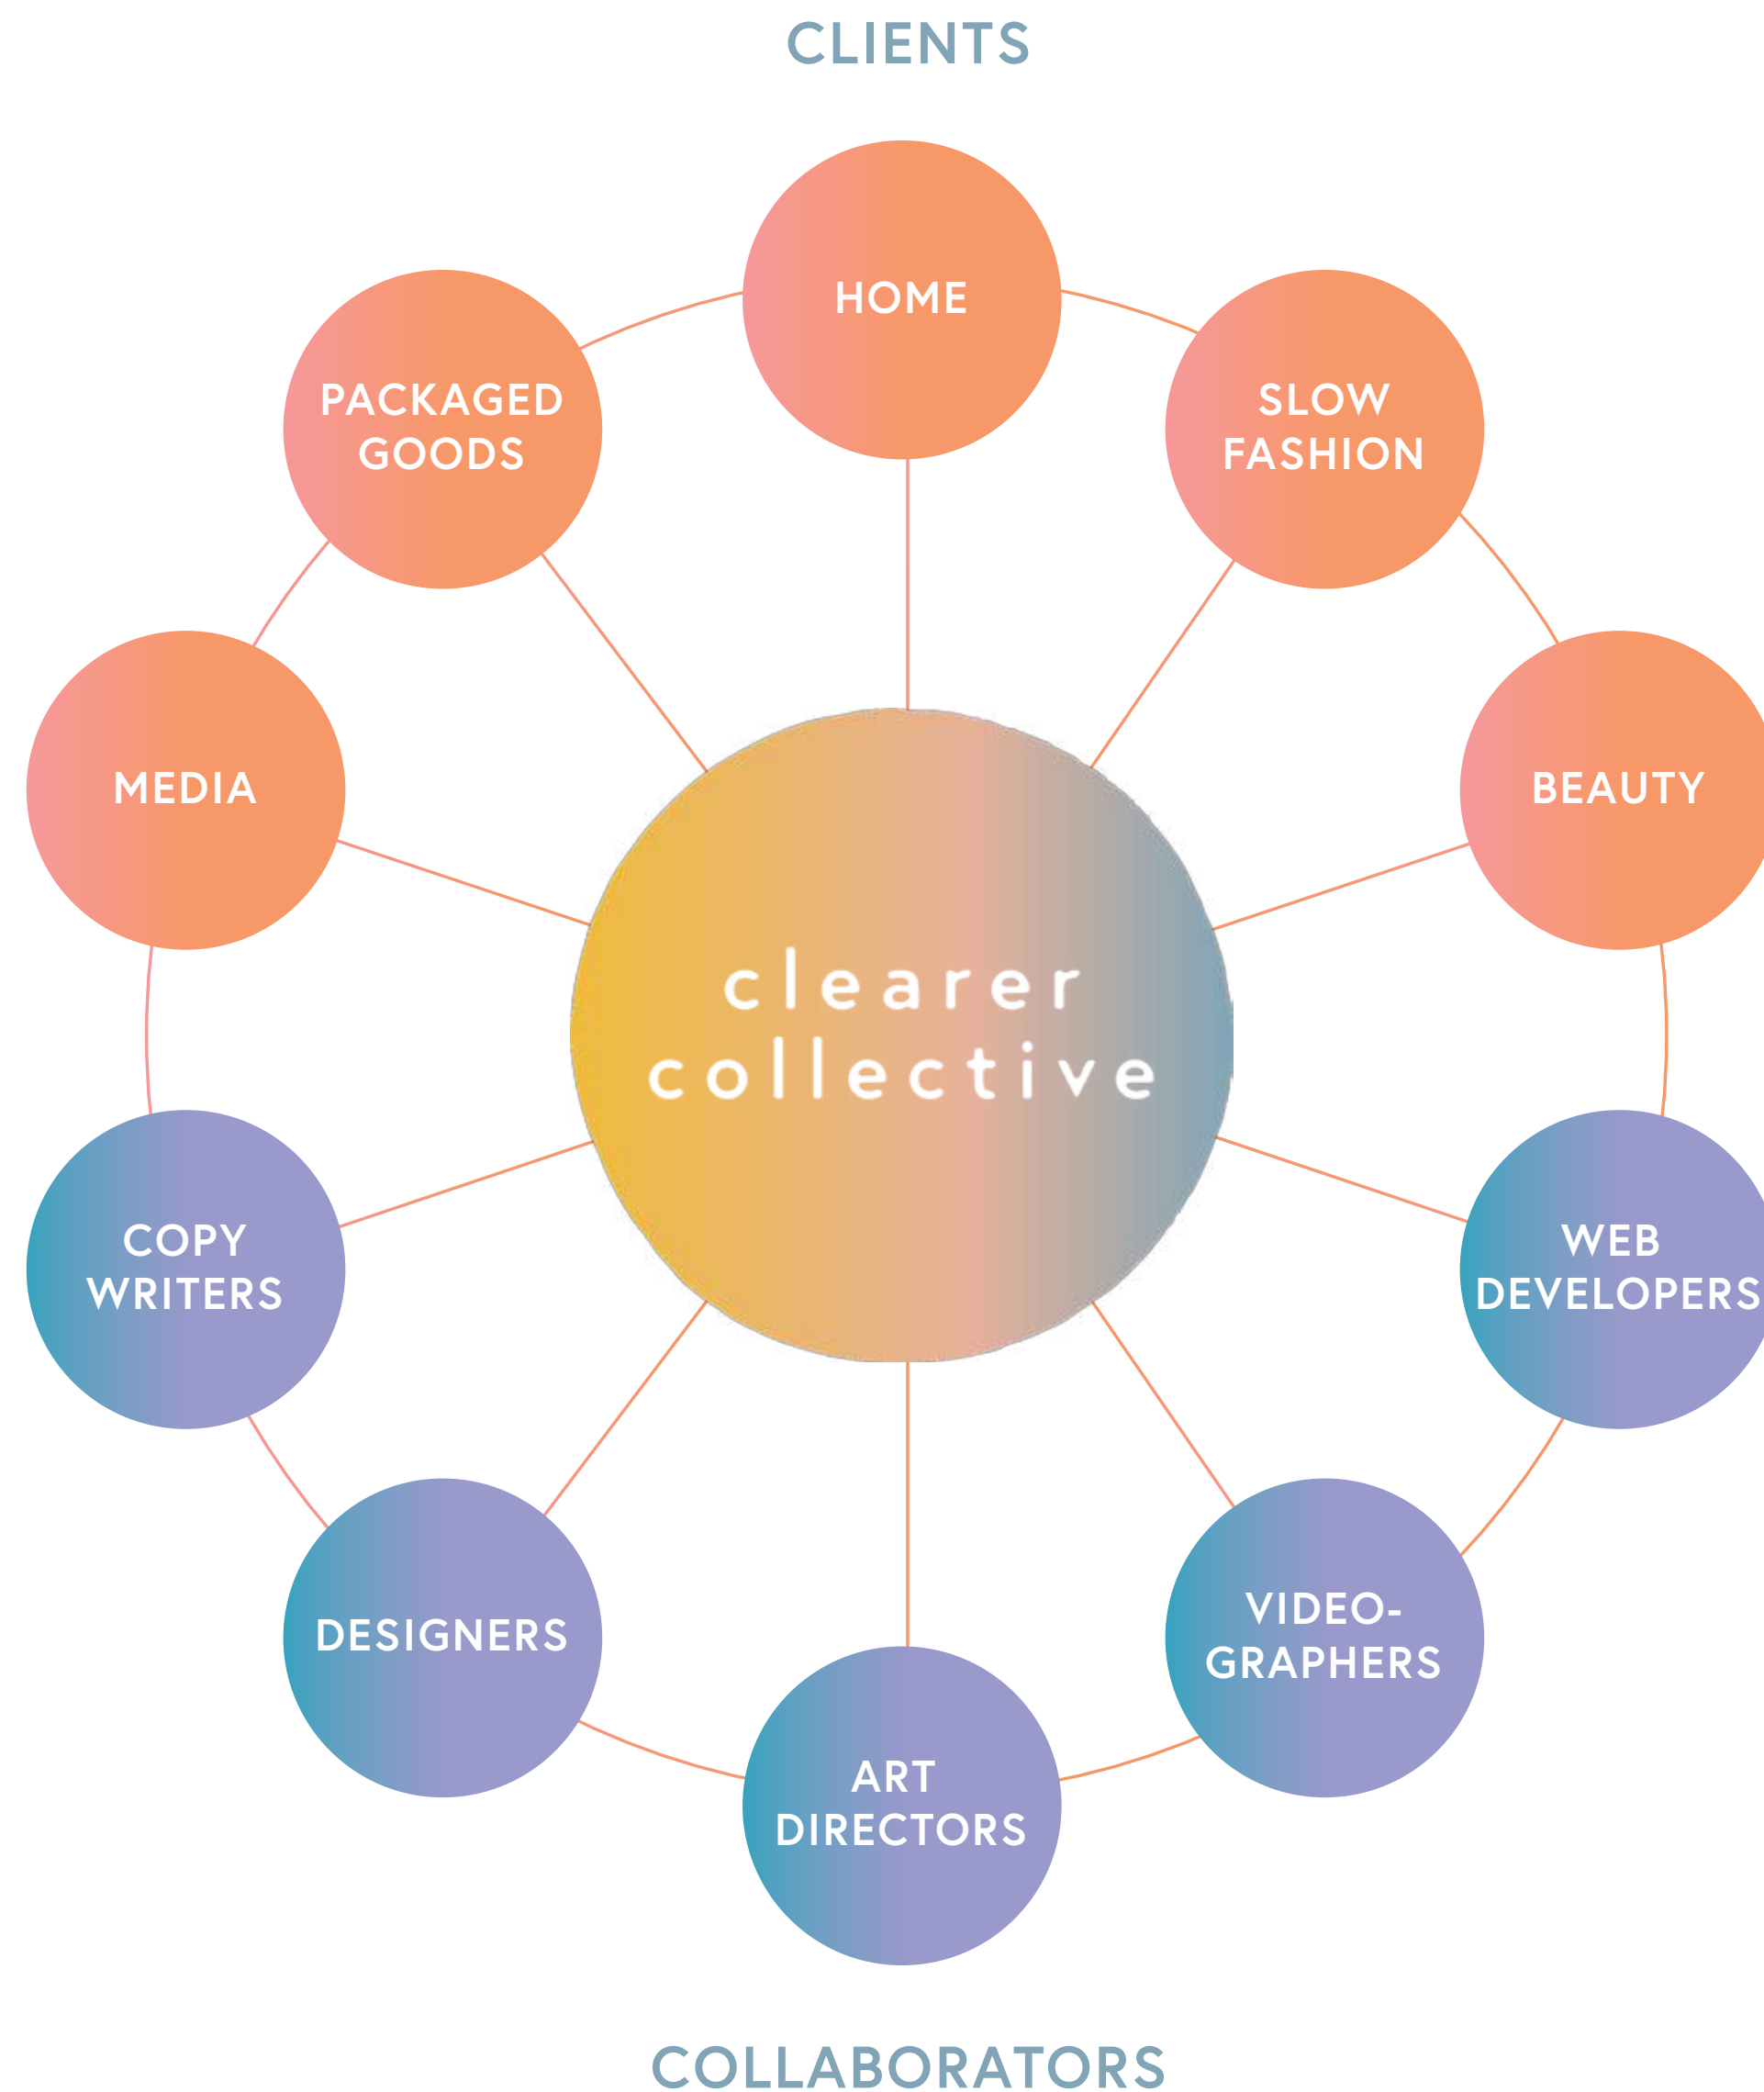 CLIENTS
HOME
PACKAGED
GOODS
SLOW
FASHION
MEDIA
BEAUTY
clearer
collective
COPY
WRITERS
WEB
DEVELOPERS
DESIGNERS
VIDEO-
GRAPHERS
ART
DIRECTORS
COLLABORATORS